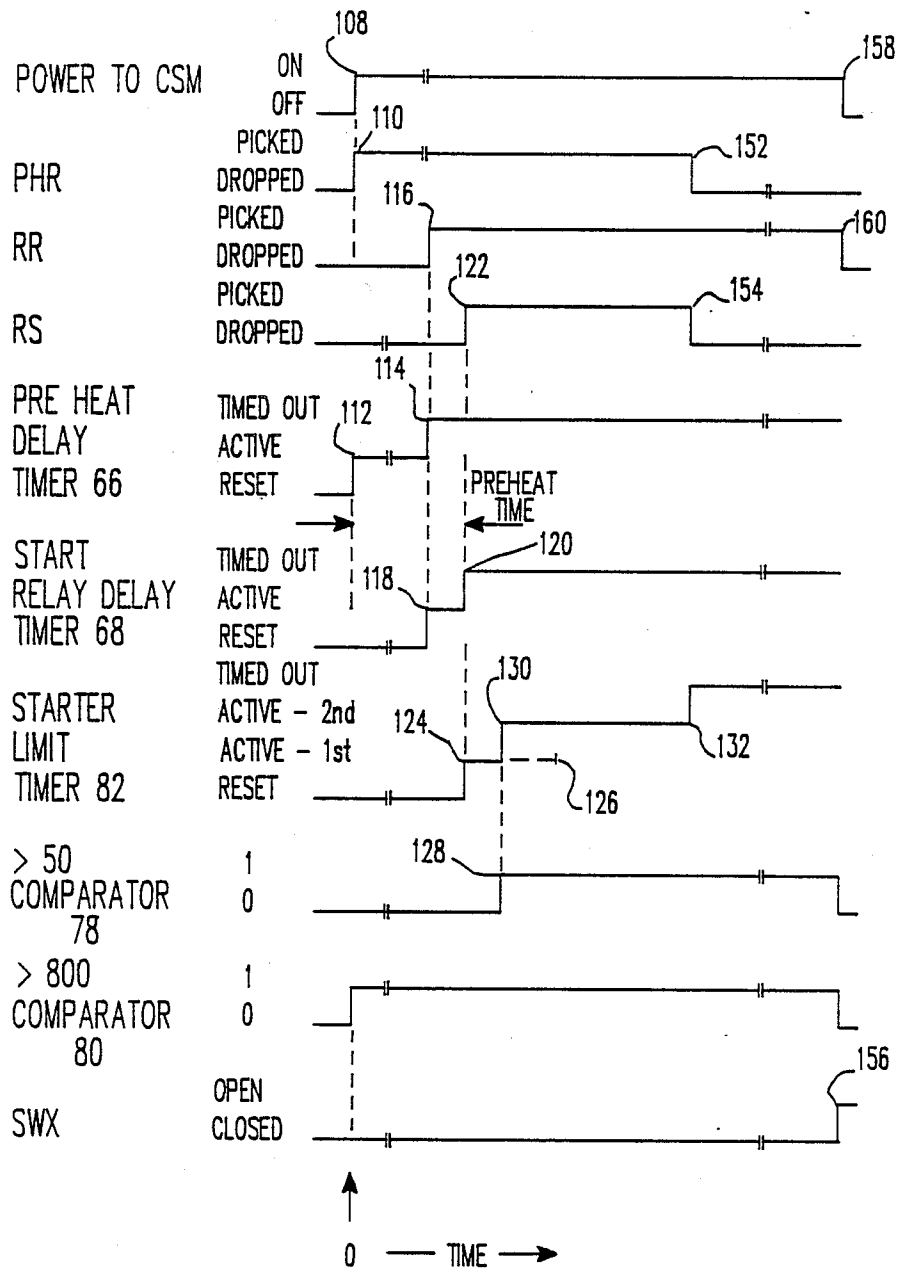 108
158
POWER TO CSM
ON
OFF
110
152
PHR
PICKED
DROPPED
116
160
RR
PICKED
DROPPED
122
154
RS
PICKED
DROPPED
114
112
PRE HEAT
DELAY
TIMER 66
TIMED OUT
ACTIVE
RESET
PREHEAT
TIME
120
START
RELAY DELAY
TIMER 68
TIMED OUT
ACTIVE
RESET
118
130
STARTER
LIMIT
TIMER 82
TIMED OUT
ACTIVE - 2nd
ACTIVE - 1st
RESET
124
132
126
> 50
COMPARATOR
78
1
0
128
> 800
COMPARATOR
80
1
0
156
SWX
OPEN
CLOSED
0 TIME